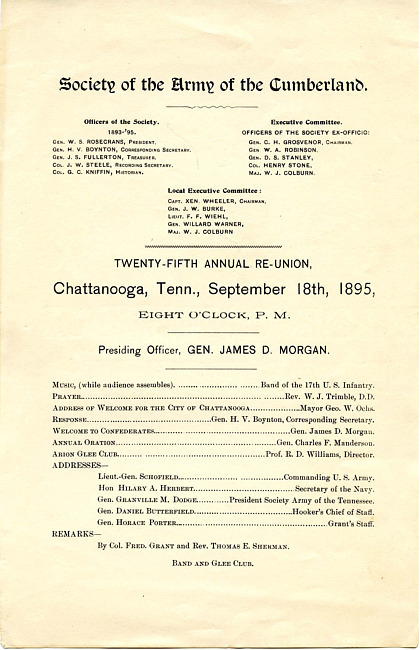 Society of the Army of the Cumberland.
Officers of the Society.
1893-'95.
Gen. W. S. Rosecrans, President.
Gen. H. V. Boynton, Corresponding Secretary.
Gen. J. S. Fullerton, Treasurer.
Col. J. W. Steele, Recording Secretary.
Col. G. C. Kniffin, Historian.
Executive Committee.
OFFICERS OF THE SOCIETY EX-OFFICIO:
Gen. C. H. Grosvenor, Chairman.
Gen W. A. Robinson.
Gen. D. S. Stanley,
Col. Henry Stone,
Maj. W. J. Colburn.
Local Executive Committee :
Capt. Xen. Wheeler, Chairman,
Gen. J. W. Burke,
Lieut. F. F. Wiehl,
Gen. Willard Warner,
Maj. W. J. Colburn
TWENTY-FIFTH ANNUAL RE-UNION,
Chattanooga, Tenn., September 18th, 1895,
Eight O'Clock, P. M.
Presiding Officer, GEN. JAMES D. MORGAN.
Music, (while audience assembles). Band of the 17th U. S. Infantry.
Prayer Rev. W. J. Trimble, D.D.
Address of Welcome for the City of Chattanooga Mayor Geo. W. Ochs.
Response Gen. H. V. Boynton, Corresponding Secretary.
Welcome to Confederates Gen. James D. Morgan.
Annual Oration Gen. Charles F. Manderson.
Arion Glee Club Prof. R. D. Williams, Director.
ADDRESSES—
Lieut.-Gen. Schofield Commanding U. S. Army.
Hon Hilary A. Herbert Secretary of the Navy.
Gen. Granville M. Dodge President Society Army of the Tennessee.
Gen. Daniel Butterfield Hooker's Chief of Staff.
Gen. Horace Porter Grant's Staff.
REMARKS—
By Col. Fred. Grant and Rev. Thomas E. Sherman.
Band and Glee Club.